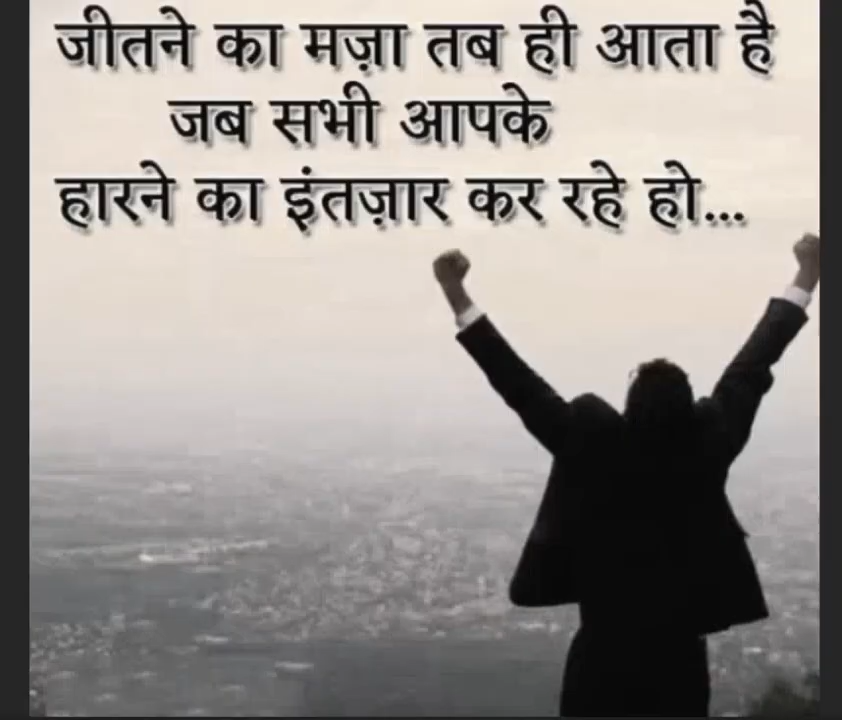 जीतने का मज़ा तब ही आता है
जब सभी आपके
हारने का इंतज़ार कर रहे हो...